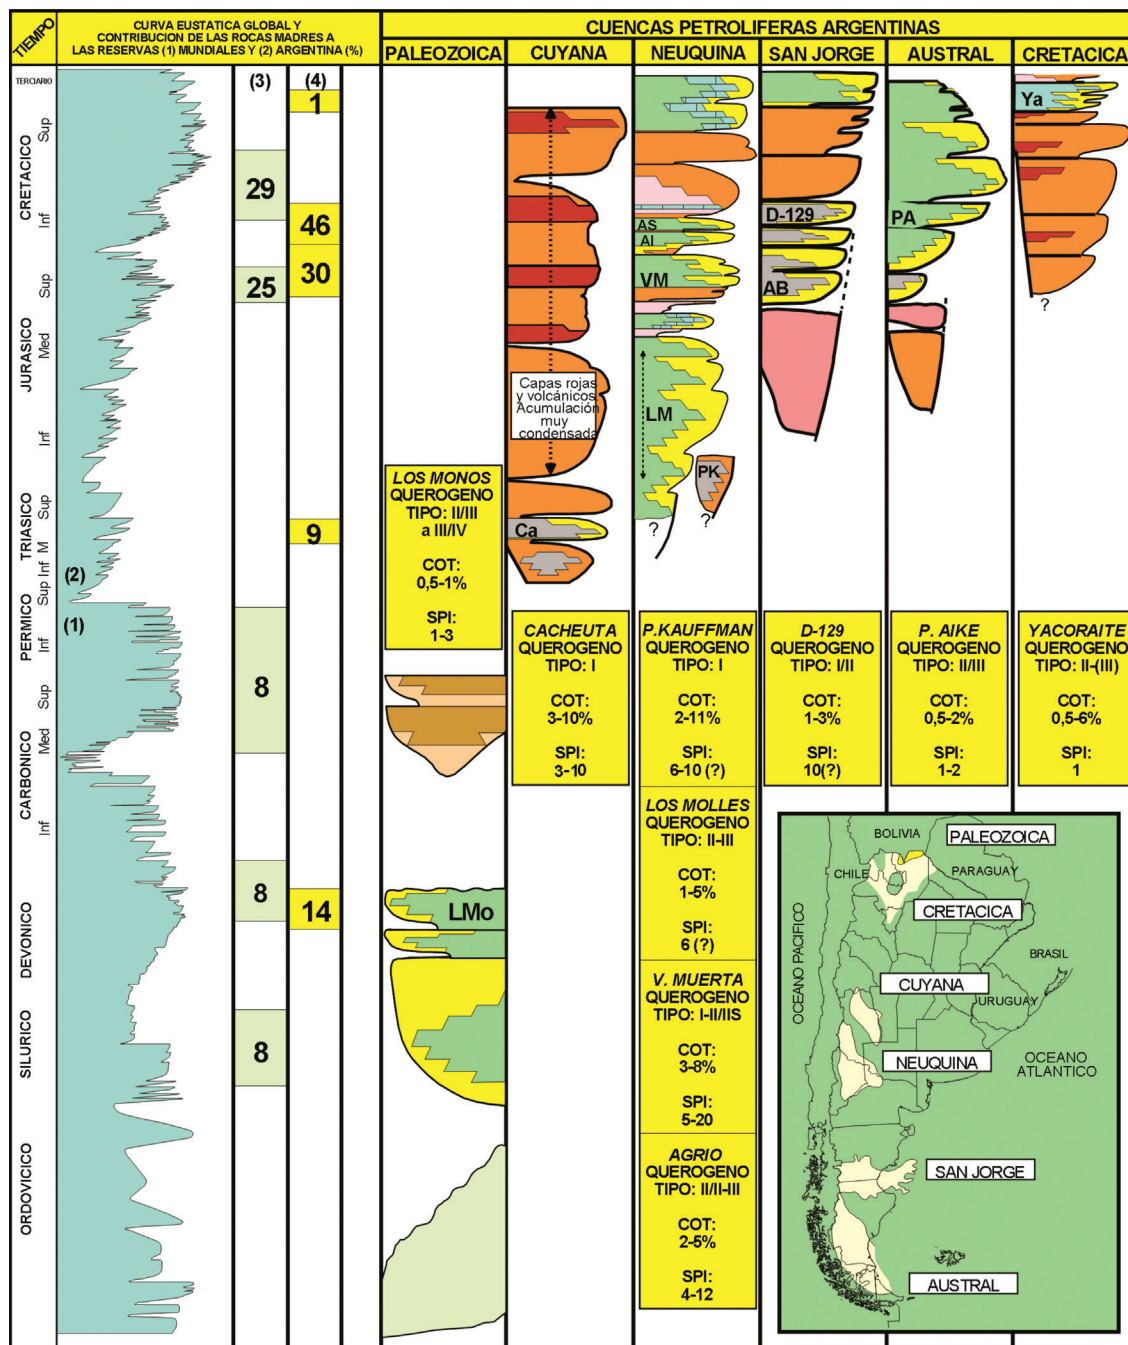 TIEMPO
CURVA EUSTATICA GLOBAL Y
CONTRIBUCION DE LAS ROCAS MADRES A
LAS RESERVAS (1) MUNDIALES Y (2) ARGENTINA (%)
CUENCAS PETROLIFERAS ARGENTINAS
PALEOZOICA
CUYANA
NEUQUINA
SAN JORGE
AUSTRAL
CRETACICA
TERCIARIO
CRETACICO
Sup
Inf
JURASICO
Sup
Med
Inf
TRIASICO
Sup
M
Inf
PERMICO
Sup
Inf
CARBONICO
Sup
Med
Inf
DEVONICO
SILURICO
ORDOVICICO
(2)
(1)
(3)
29
25
8
8
8
(4)
1
46
30
9
14
LOS MONOS
QUEROGENO
TIPO: II/III
a III/IV
COT:
0,5-1%
SPI:
1-3
LMo
Capas rojas
y volcánicos.
Acumulación
muy
condensada
Ca
CACHEUTA
QUEROGENO
TIPO: I
COT:
3-10%
SPI:
3-10
AS
AI
VM
LM
PK
?
?
P.KAUFFMAN
QUEROGENO
TIPO: I
COT:
2-11%
SPI:
6-10 (?)
LOS MOLLES
QUEROGENO
TIPO: II-III
COT:
1-5%
SPI:
6 (?)
V. MUERTA
QUEROGENO
TIPO: I-II/IIS
COT:
3-8%
SPI:
5-20
AGRIO
QUEROGENO
TIPO: II/II-III
COT:
2-5%
SPI:
4-12
D-129
AB
D-129
QUEROGENO
TIPO: I/II
COT:
1-3%
SPI:
10(?)
PA
P. AIKE
QUEROGENO
TIPO: II/III
COT:
0,5-2%
SPI:
1-2
Ya
?
YACORAITE
QUEROGENO
TIPO: II-(III)
COT:
0,5-6%
SPI:
1
BOLIVIA
PALEOZOICA
CHILE
PARAGUAY
CRETACICA
BRASIL
CUYANA
URUGUAY
OCEANO PACIFICO
NEUQUINA
OCEANO
ATLANTICO
SAN JORGE
AUSTRAL